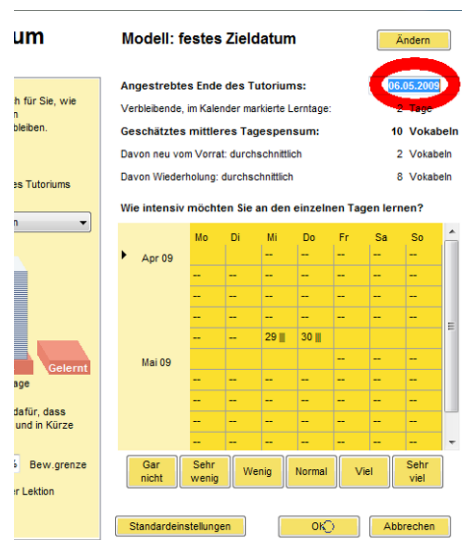 um
Modell: festes Zieldatum
Ändern
h für Sie, wie
n
bleiben.
es Tutoriums
n
Gelernt
age
dafür, dass
und in Kürze
% Bew.grenze
er Lektion
Angestrebtes Ende des Tutoriums: 06.05.2009
Verbleibende, im Kalender markierte Lerntage: 2 Tage
Geschätztes mittleres Tagespensum: 10 Vokabeln
Davon neu vom Vorrat: durchschnittlich 2 Vokabeln
Davon Wiederholung: durchschnittlich 8 Vokabeln
Wie intensiv möchten Sie an den einzelnen Tagen lernen?
Mo Di Mi Do Fr Sa So
Apr 09 -- -- -- -- --
-- -- -- -- -- -- --
-- -- -- -- -- -- --
-- -- -- -- -- -- --
-- -- 29 30
Mai 09 -- -- --
-- -- -- -- -- -- --
-- -- -- -- -- -- --
-- -- -- -- -- -- --
-- -- -- -- -- -- --
Gar nicht
Sehr wenig
Wenig
Normal
Viel
Sehr viel
Standardeinstellungen
OK
Abbrechen